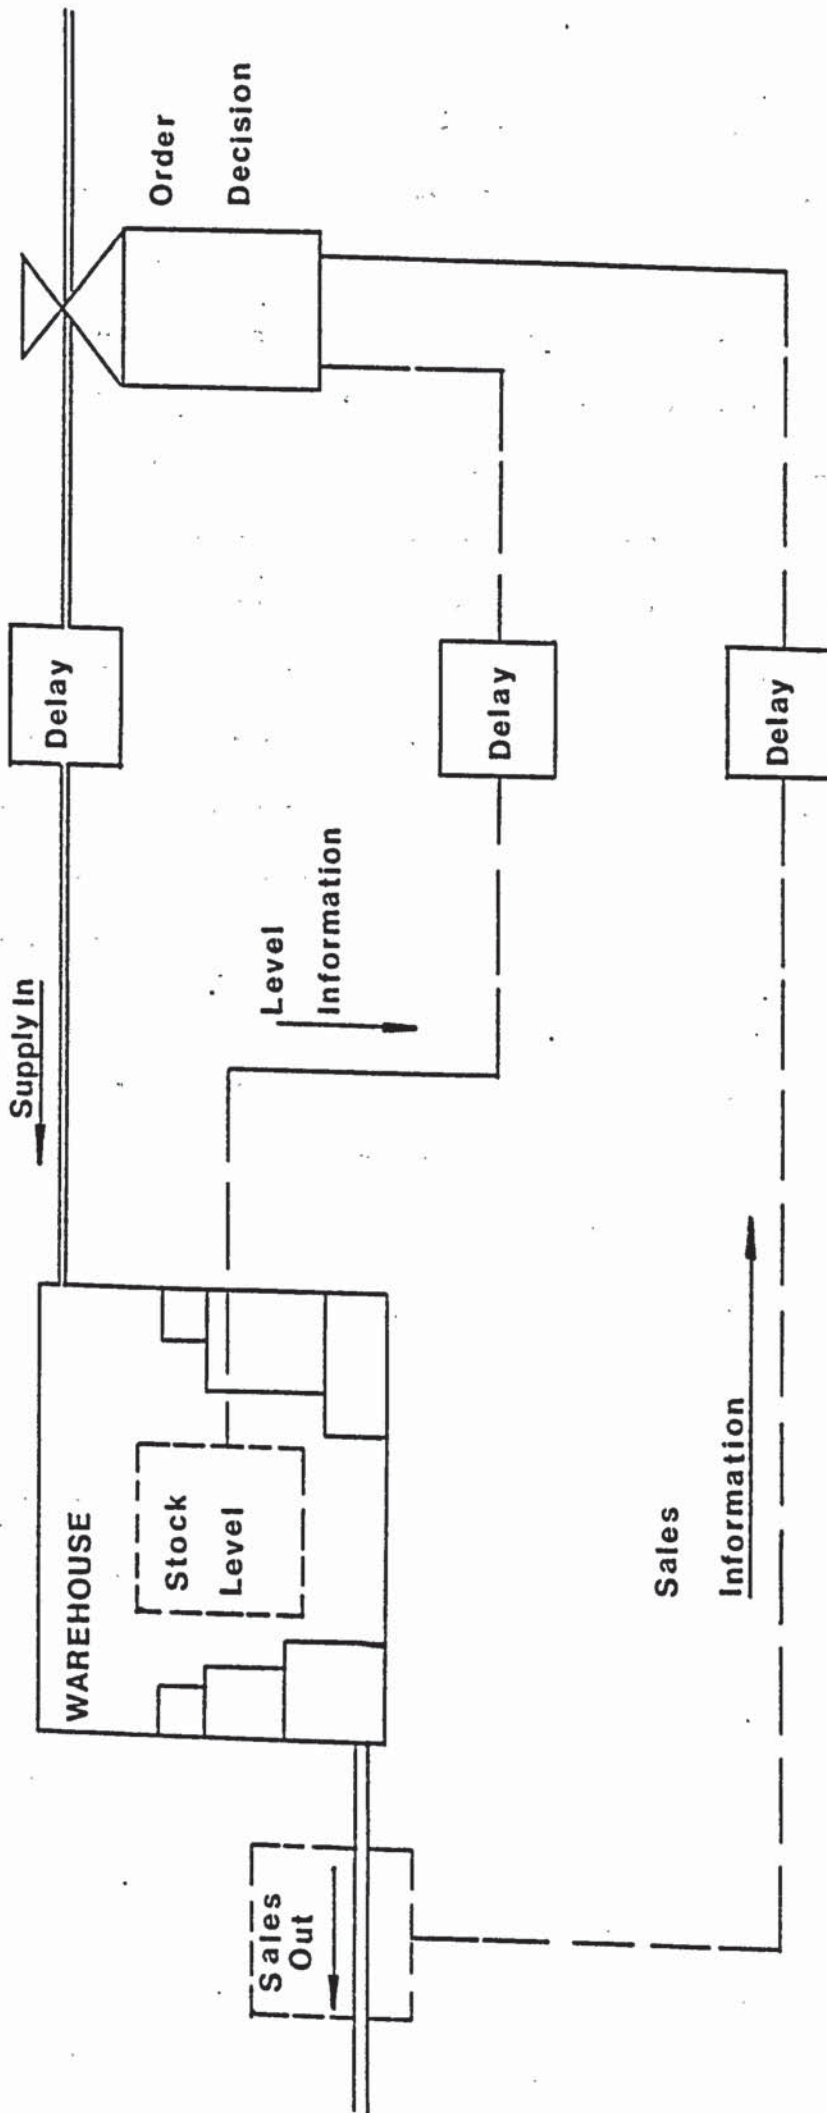 Supply In
Delay
Order
Decision
WAREHOUSE
Stock
Level
Level
Information
Delay
Sales
Out
Sales
Information
Delay